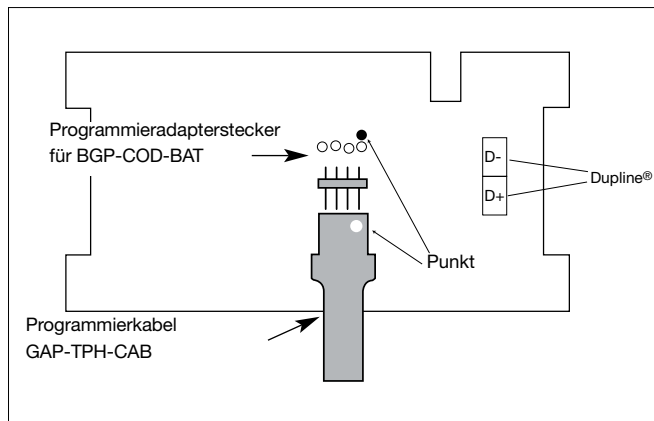 Programmieradapterstecker
für BGP-COD-BAT
D-
D+
Dupline®
Punkt
Programmierkabel
GAP-TPH-CAB